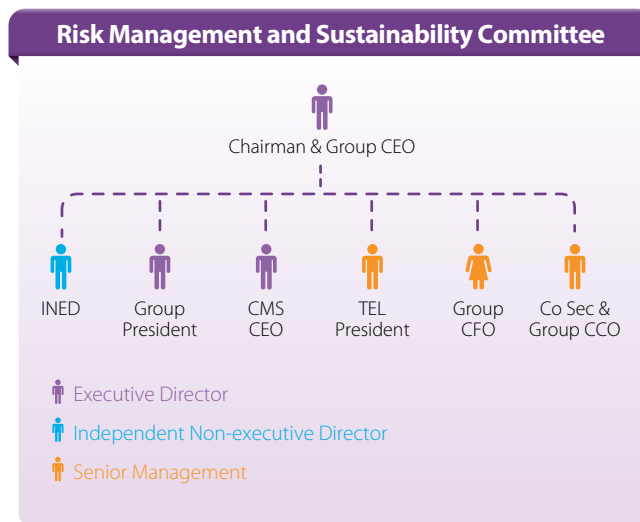 Risk Management and Sustainability Committee
Chairman & Group CEO
INED
Group
President
CMS
CEO
TEL
President
Group
CFO
Co Sec &
Group CCO
Executive Director
Independent Non-executive Director
Senior Management